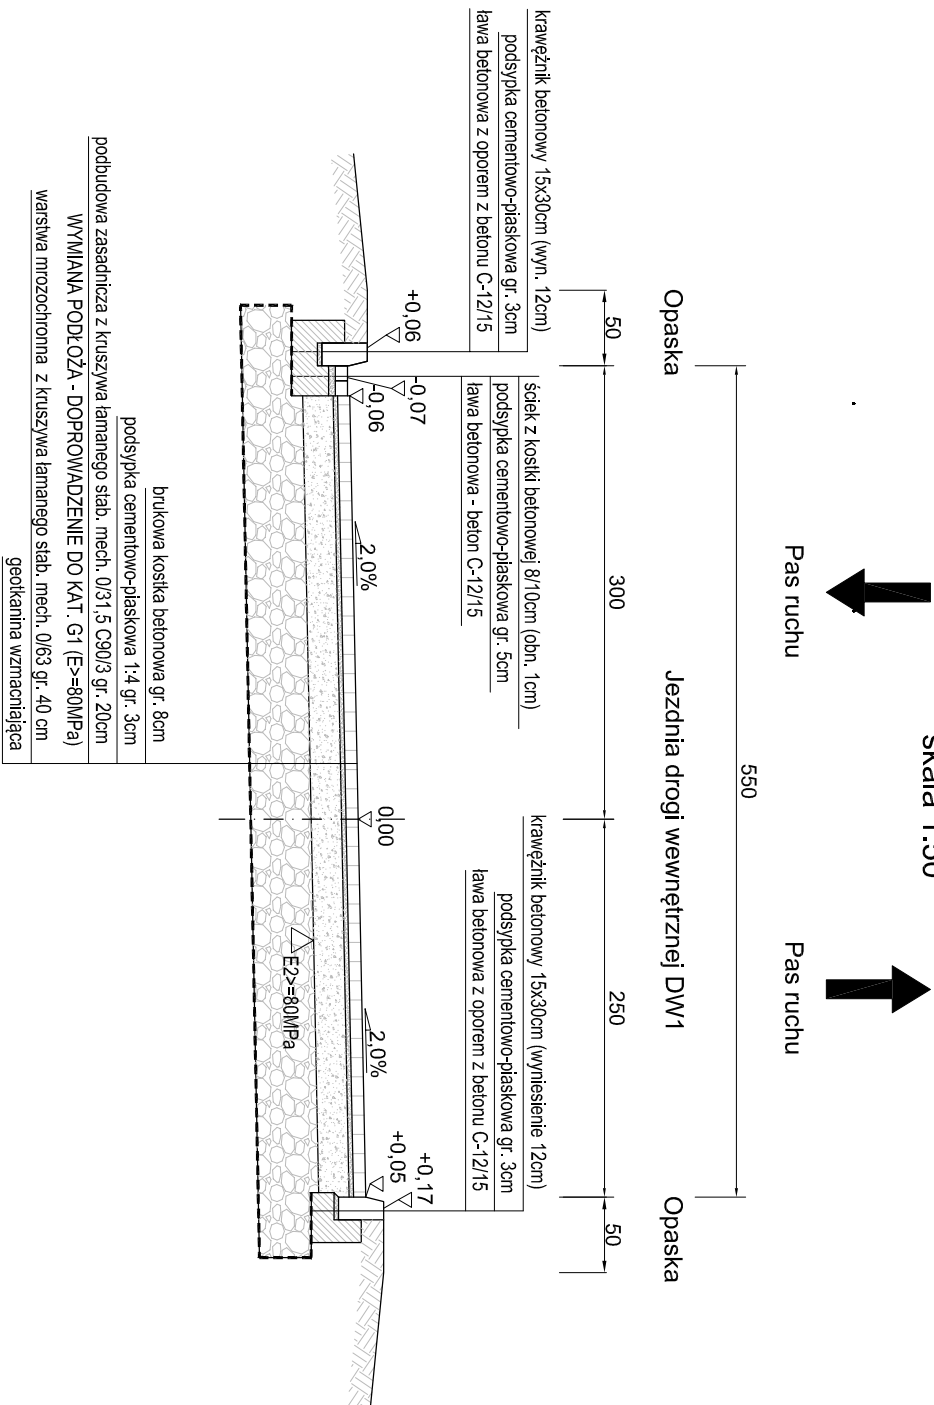 skala 1:50
Pas ruchu
Pas ruchu
550
Jezdnia drogi wewnętrznej DW1
Opaska
Opaska
50
300
250
50
krawężnik betonowy 15x30cm (wyn. 12cm)
podsypka cementowo-piaskowa gr. 3cm
ława betonowa z oporem z betonu C-12/15
ściek z kostki betonowej 8/10cm (obn. 1cm)
podsypka cementowo-piaskowa gr. 5cm
ława betonowa - beton C-12/15
krawężnik betonowy 15x30cm (wyniesienie 12cm)
podsypka cementowo-piaskowa gr. 3cm
ława betonowa z oporem z betonu C-12/15
+0,06
-0,07
-0,06
2,0%
0,00
2,0%
+0,17
+0,05
E2>=80MPa
brukowa kostka betonowa gr. 8cm
podsypka cementowo-piaskowa 1:4 gr. 3cm
podbudowa zasadnicza z kruszywa łamanego stab. mech. 0/31,5 C90/3 gr. 20cm
WYMIANA PODŁOŻA - DOPROWADZENIE DO KAT. G1 (E>=80MPa)
warstwa mrozochronna z kruszywa łamanego stab. mech. 0/63 gr. 40 cm
geotkanina wzmacniająca